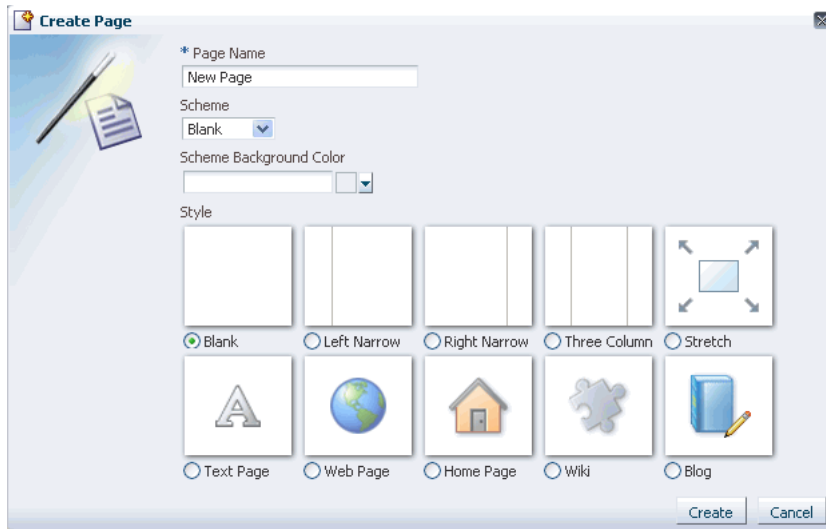 Create Page
* Page Name
New Page
Scheme
Blank
Scheme Background Color
Style
Blank Left Narrow Right Narrow Three Column Stretch
A
Text Page Web Page Home Page Wiki Blog
Create Cancel